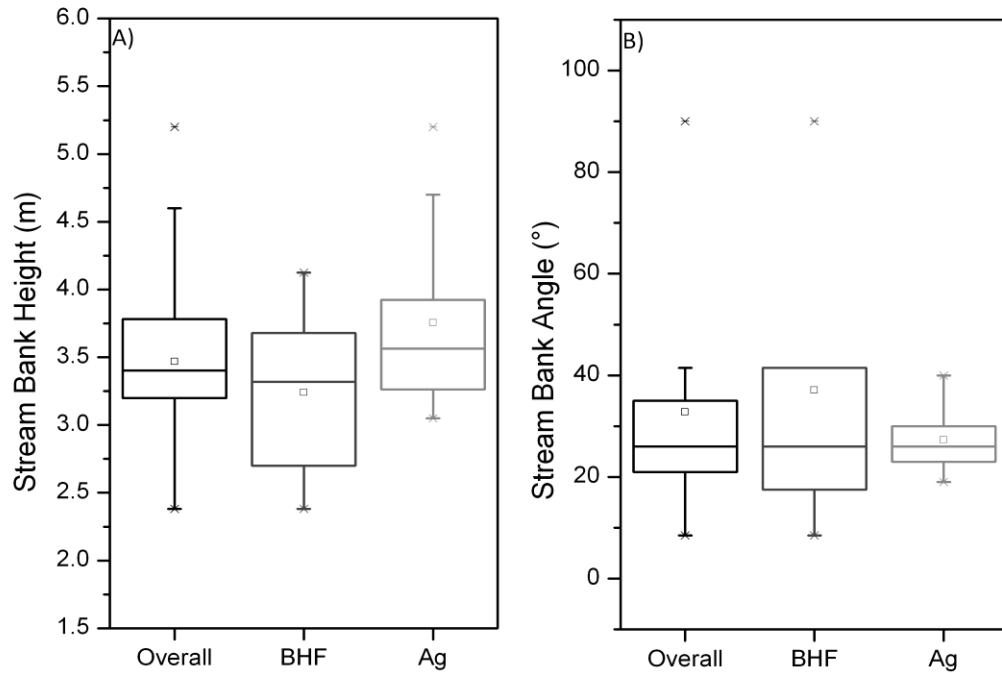 A)
Stream Bank Height (m)
6.0
5.5
5.0
4.5
4.0
3.5
3.0
2.5
2.0
1.5
Overall BHF Ag
B)
Stream Bank Angle (°)
100
80
60
40
20
0
Overall BHF Ag